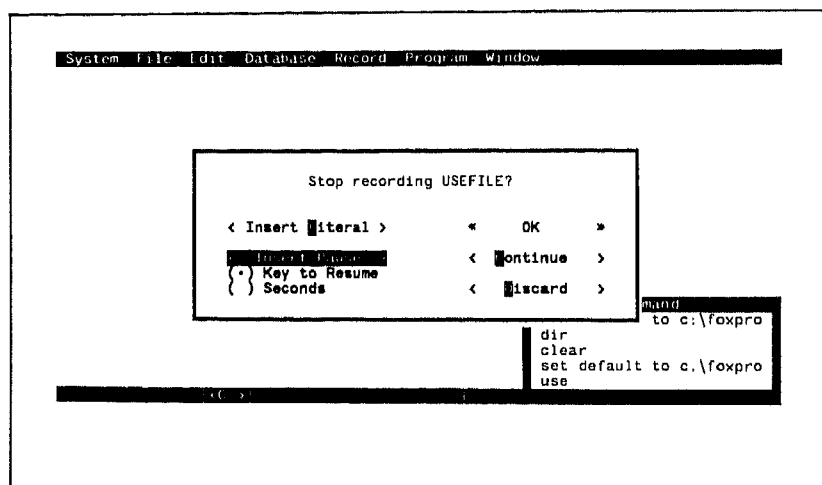 System File Edit Database Record Program Window
Stop recording USEFILE?
< Insert Literal > « OK »
< Insert Pause > < Continue >
(•) Key to Resume
( ) Seconds < Discard >
mand
to c:\foxpro
dir
clear
set default to c.\foxpro
use